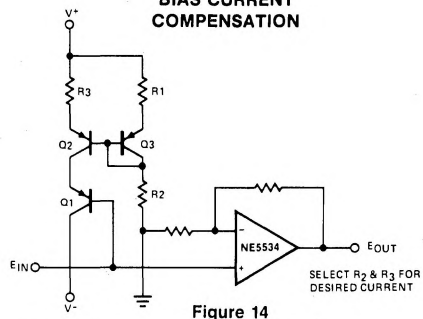 BIAS CURRENT
COMPENSATION
V+
R3
R1
Q2
Q3
Q1
R2
NE5534
-
+
EIN
EOUT
SELECT R2 & R3 FOR
DESIRED CURRENT
V-
Figure 14